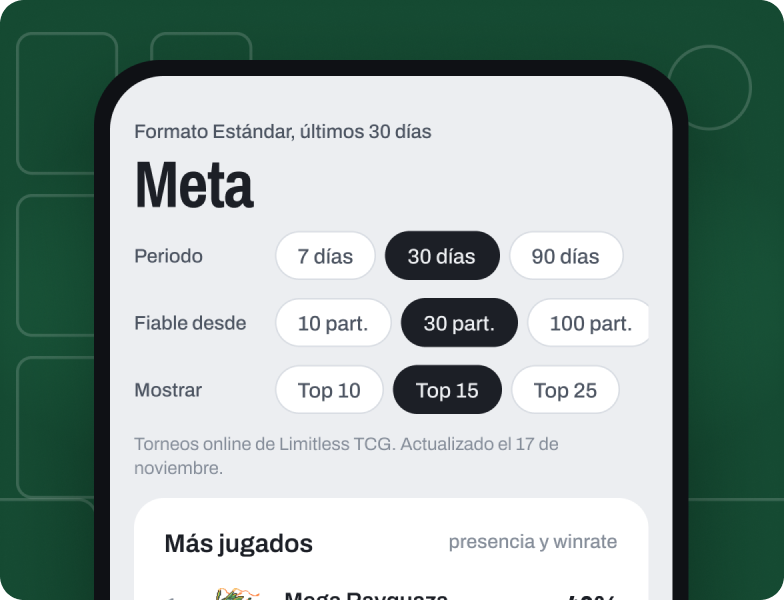 Formato Estándar, últimos 30 días
Meta
Periodo 7 días 30 días 90 días
Fiable desde 10 part. 30 part. 100 part.
Mostrar Top 10 Top 15 Top 25
Torneos online de Limitless TCG. Actualizado el 17 de
noviembre.
Más jugados presencia y winrate
Mega Rayquaza